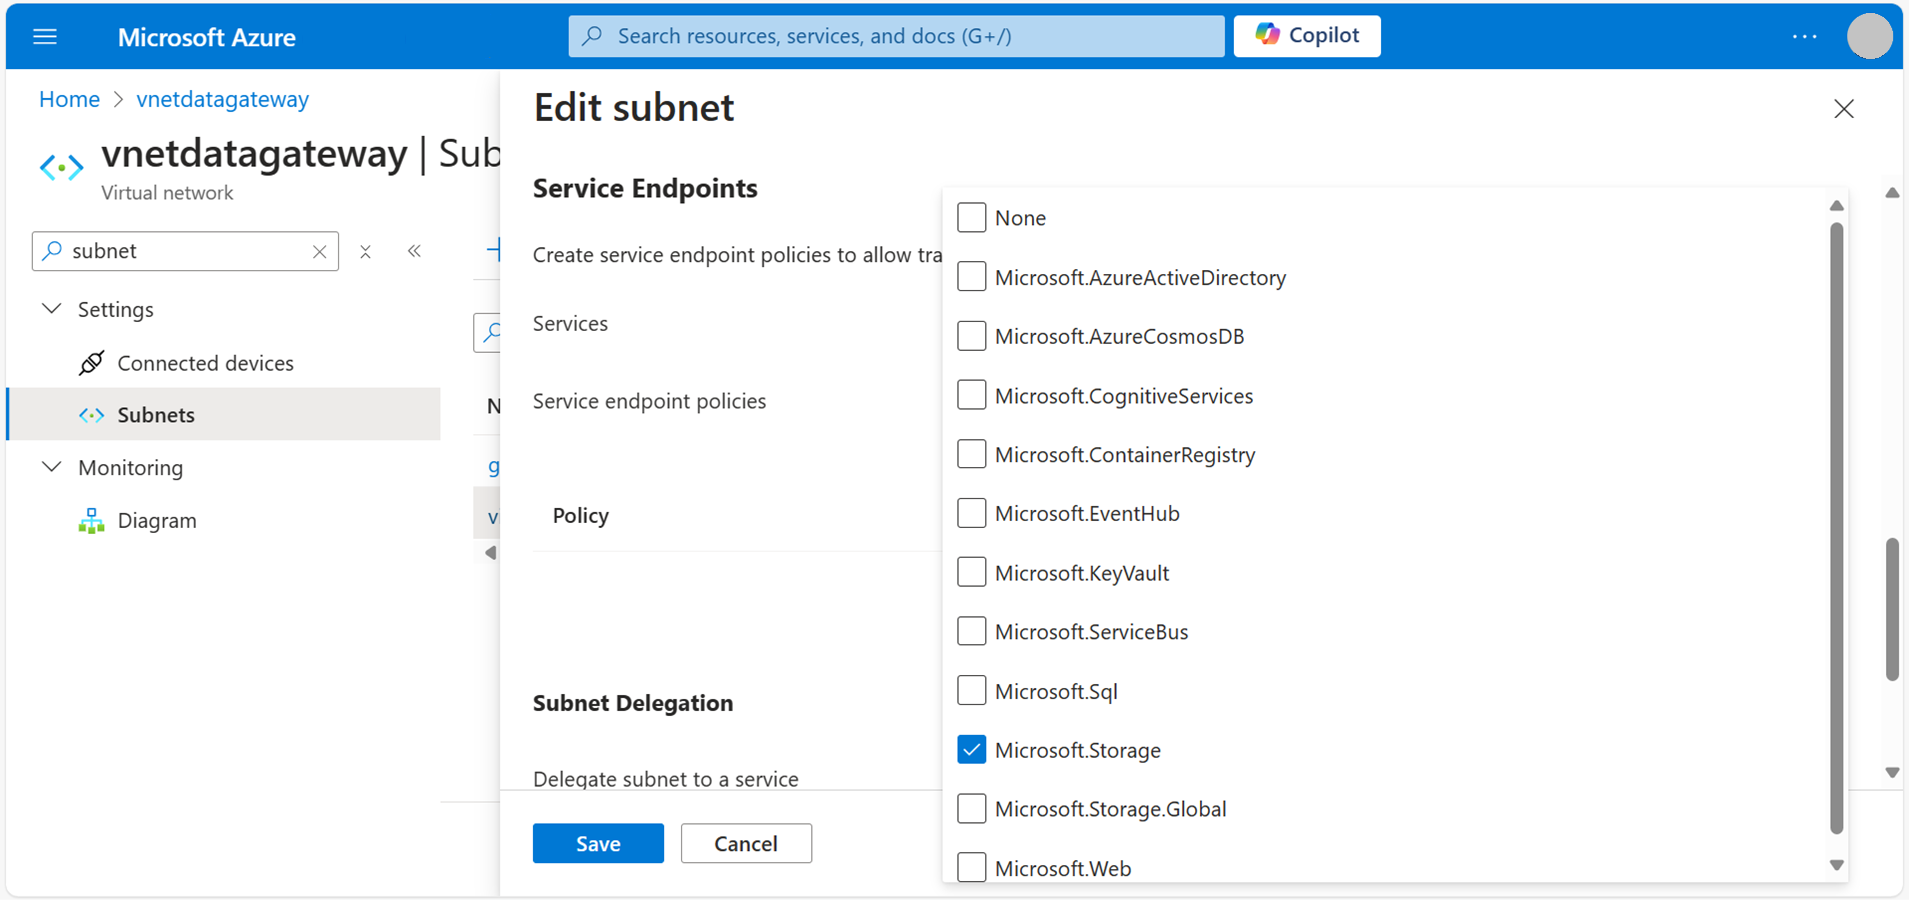 Microsoft Azure
Search resources, services, and docs (G+/)
Copilot
Home > vnetdatagateway
vnetdatagateway | Sub
Virtual network
subnet
Settings
Connected devices
Subnets
Monitoring
Diagram
N
g
v
Edit subnet
Service Endpoints
Create service endpoint policies to allow tra
Services
Service endpoint policies
Policy
Subnet Delegation
Delegate subnet to a service
Save
Cancel
None
Microsoft.AzureActiveDirectory
Microsoft.AzureCosmosDB
Microsoft.CognitiveServices
Microsoft.ContainerRegistry
Microsoft.EventHub
Microsoft.KeyVault
Microsoft.ServiceBus
Microsoft.Sql
Microsoft.Storage
Microsoft.Storage.Global
Microsoft.Web